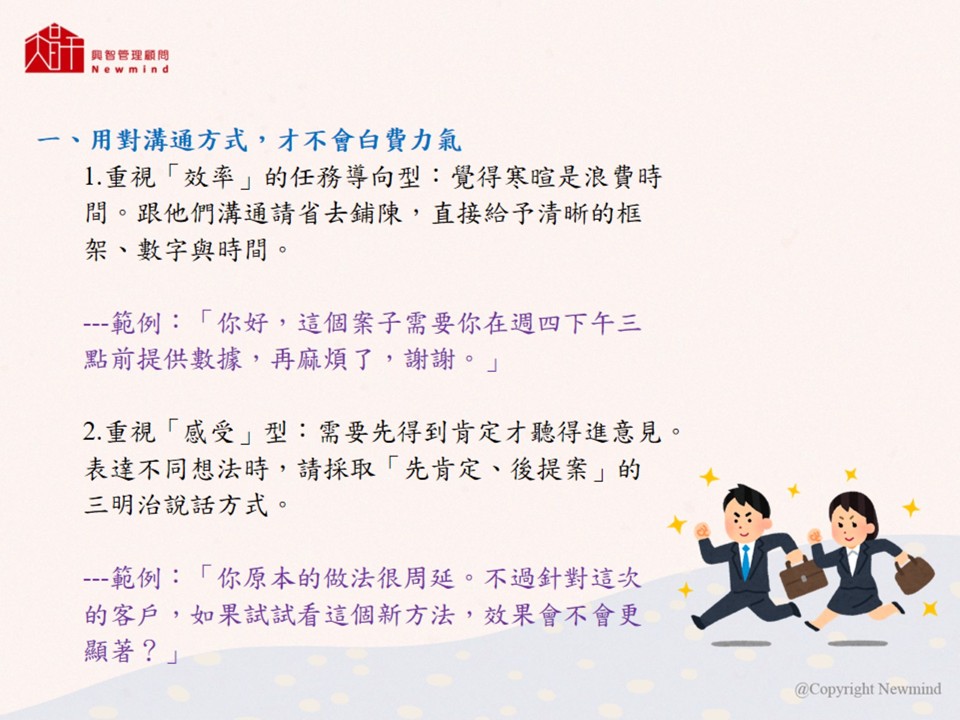 興智管理顧問
Newmind
一、用對溝通方式，才不會白費力氣
1.重視「效率」的任務導向型：覺得寒暄是浪費時
間。跟他們溝通請省去鋪陳，直接給予清晰的框
架、數字與時間。
---範例：「你好，這個案子需要你在週四下午三
點前提供數據，再麻煩了，謝謝。」
2.重視「感受」型：需要先得到肯定才聽得進意見。
表達不同想法時，請採取「先肯定、後提案」的
三明治說話方式。
---範例：「你原本的做法很周延。不過針對這次
的客戶，如果試試看這個新方法，效果會不會更
顯著？」
@Copyright Newmind